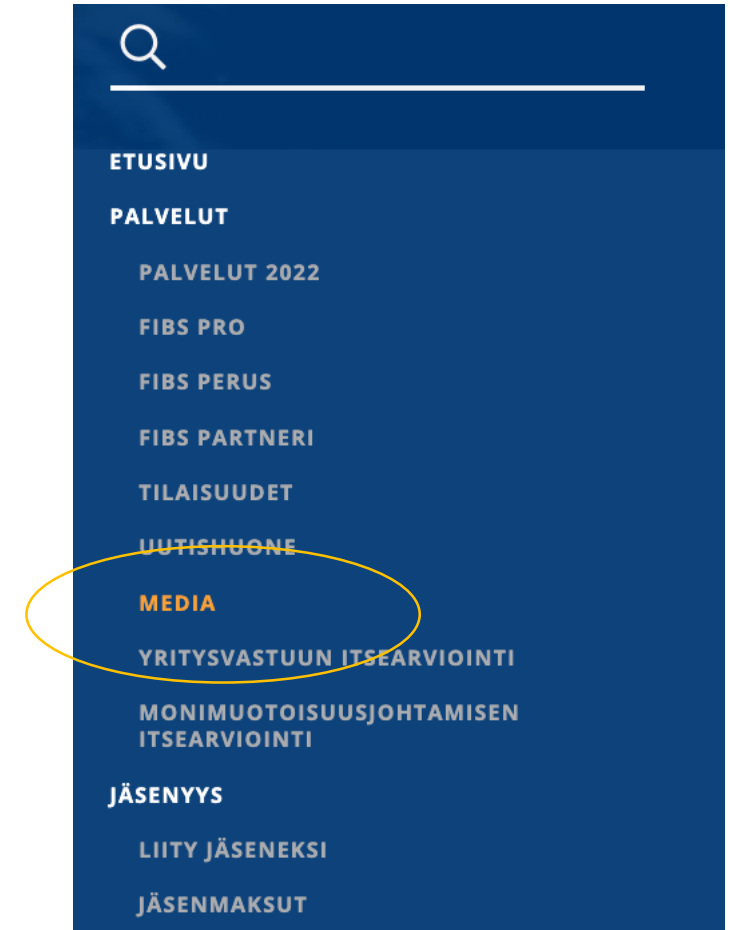 ETUSIVU
PALVELUT
PALVELUT 2022
FIBS PRO
FIBS PERUS
FIBS PARTNERI
TILAISUUDET
UUTISHUONE
MEDIA
YRITYSVASTUUN ITSEARVIOINTI
MONIMUOTOISUUSJOHTAMISEN
ITSEARVIOINTI
JÄSENYYS
LIITY JÄSENEKSI
JÄSENMAKSUT